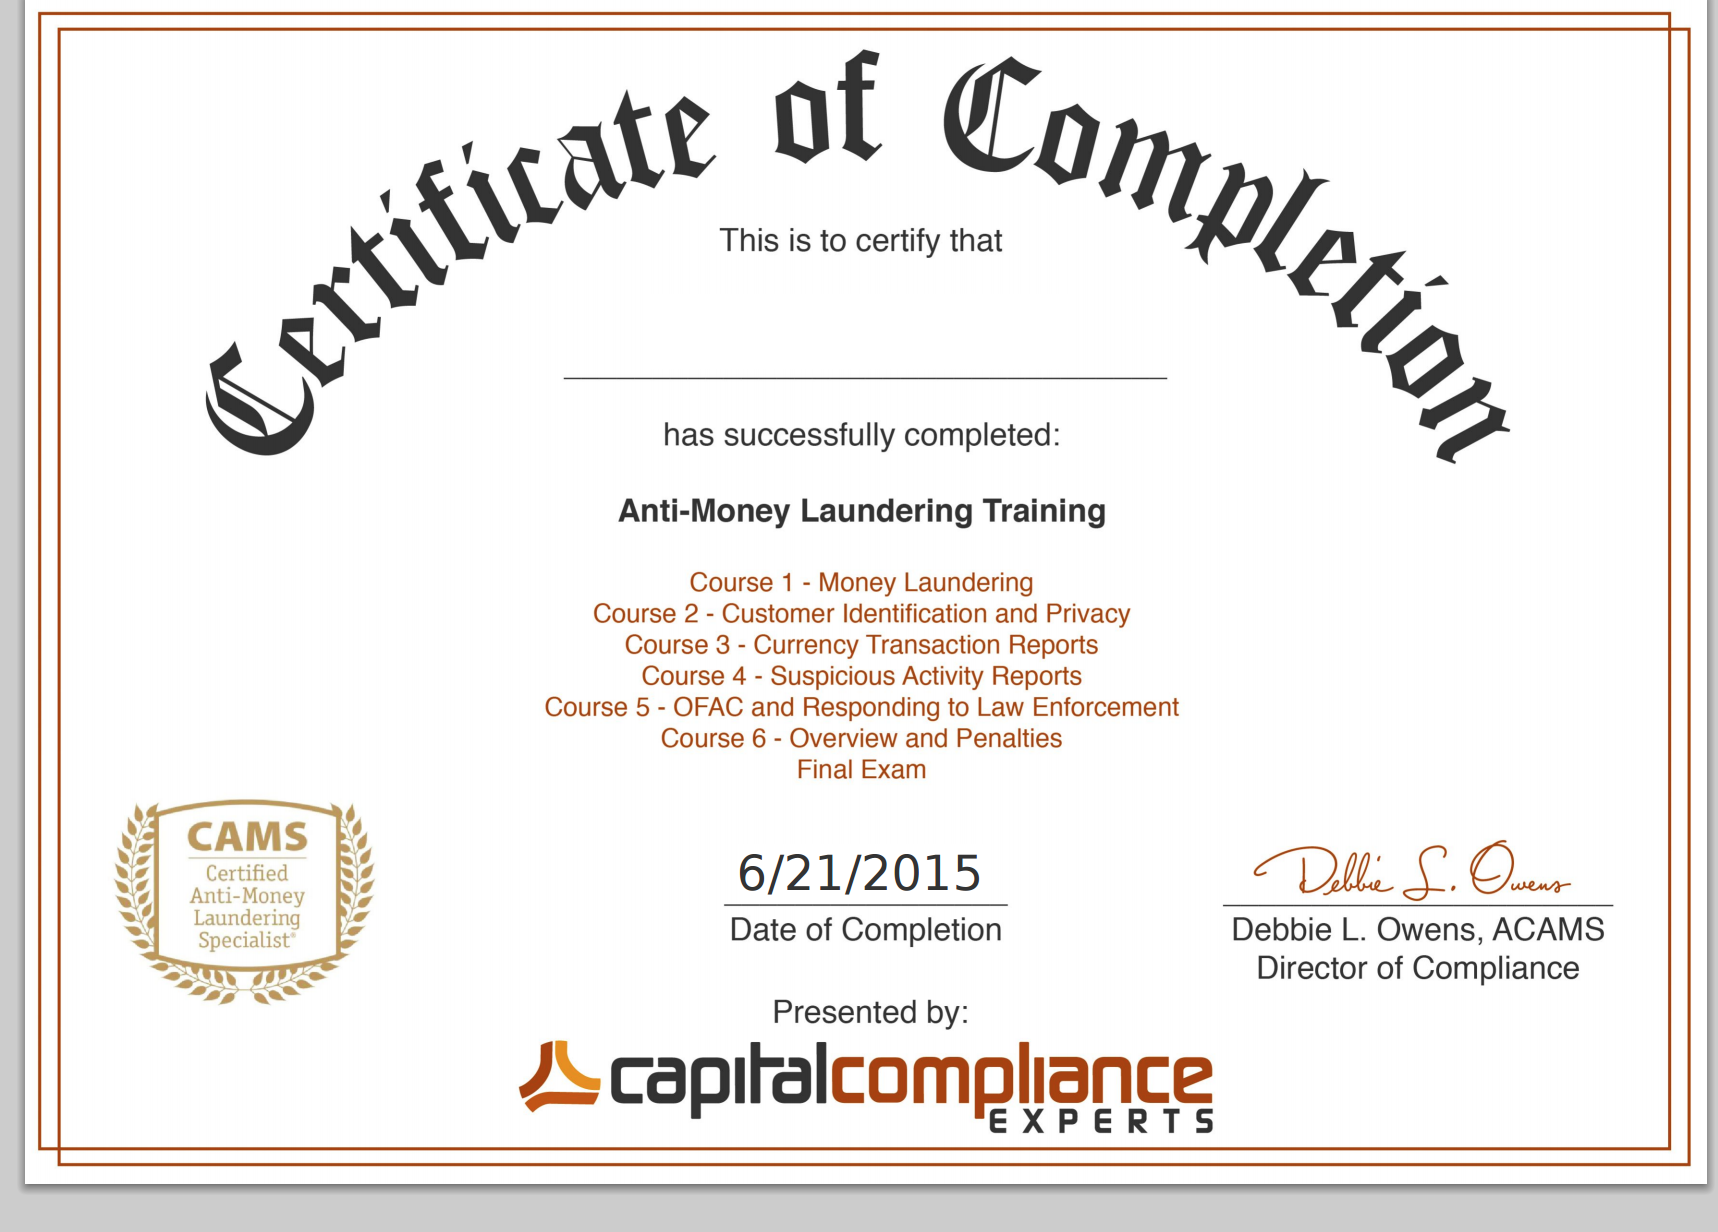 Certificate of Completion
This is to certify that
has successfully completed:
Anti-Money Laundering Training
Course 1 - Money Laundering
Course 2 - Customer Identification and Privacy
Course 3 - Currency Transaction Reports
Course 4 - Suspicious Activity Reports
Course 5 - OFAC and Responding to Law Enforcement
Course 6 - Overview and Penalties
Final Exam
CAMS
Certified
Anti-Money
Laundering
Specialist®
6/21/2015
Date of Completion
Debbie L. Owens
Debbie L. Owens, ACAMS
Director of Compliance
Presented by:
capitalcompliance
EXPERTS